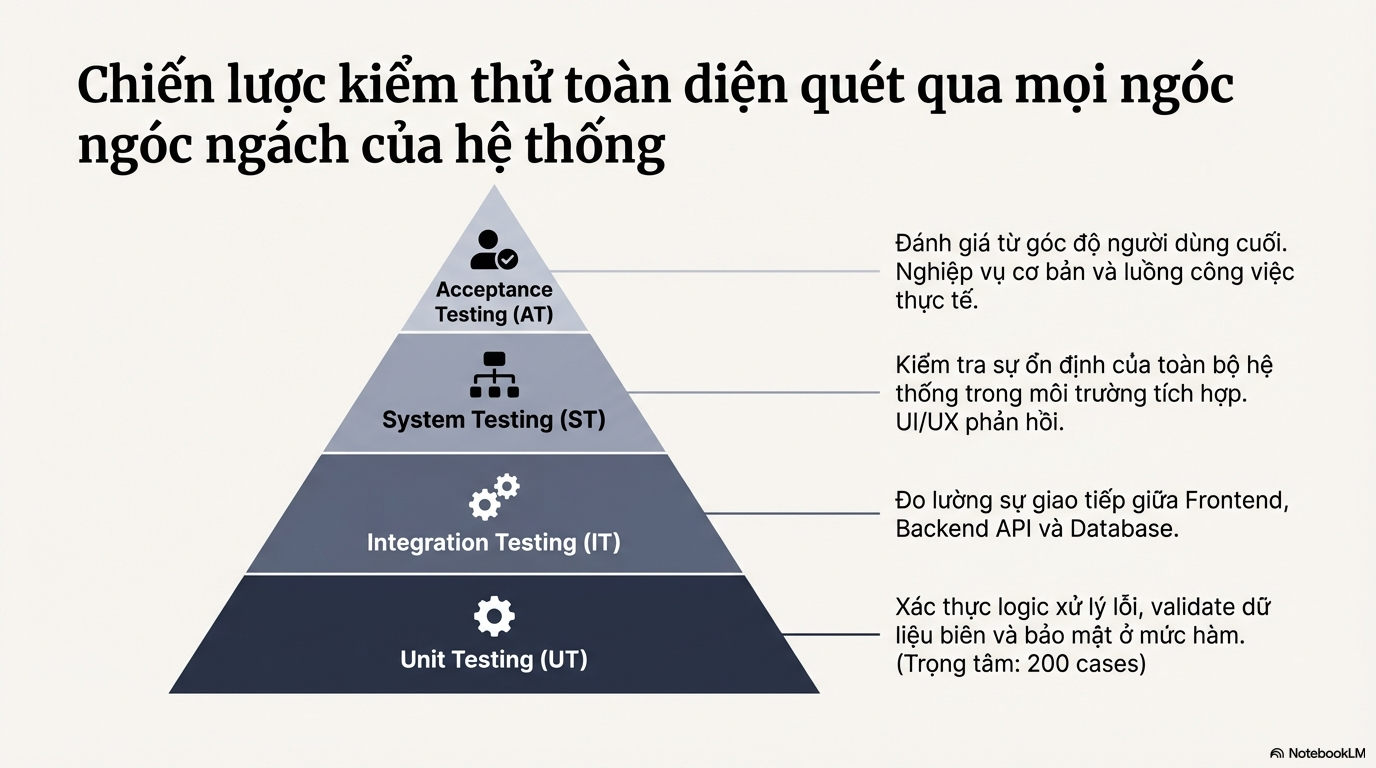 Chiến lược kiểm thử toàn diện quét qua mọi ngóc
ngóc ngách của hệ thống
Acceptance
Testing (AT)
Đánh giá từ góc độ người dùng cuối.
Nghiệp vụ cơ bản và luồng công việc
thực tế.
System Testing (ST)
Kiểm tra sự ổn định của toàn bộ hệ
thống trong môi trường tích hợp.
UI/UX phản hồi.
Integration Testing (IT)
Đo lường sự giao tiếp giữa Frontend,
Backend API và Database.
Unit Testing (UT)
Xác thực logic xử lý lỗi, validate dữ
liệu biên và bảo mật ở mức hàm.
(Trọng tâm: 200 cases)
NotebookLM